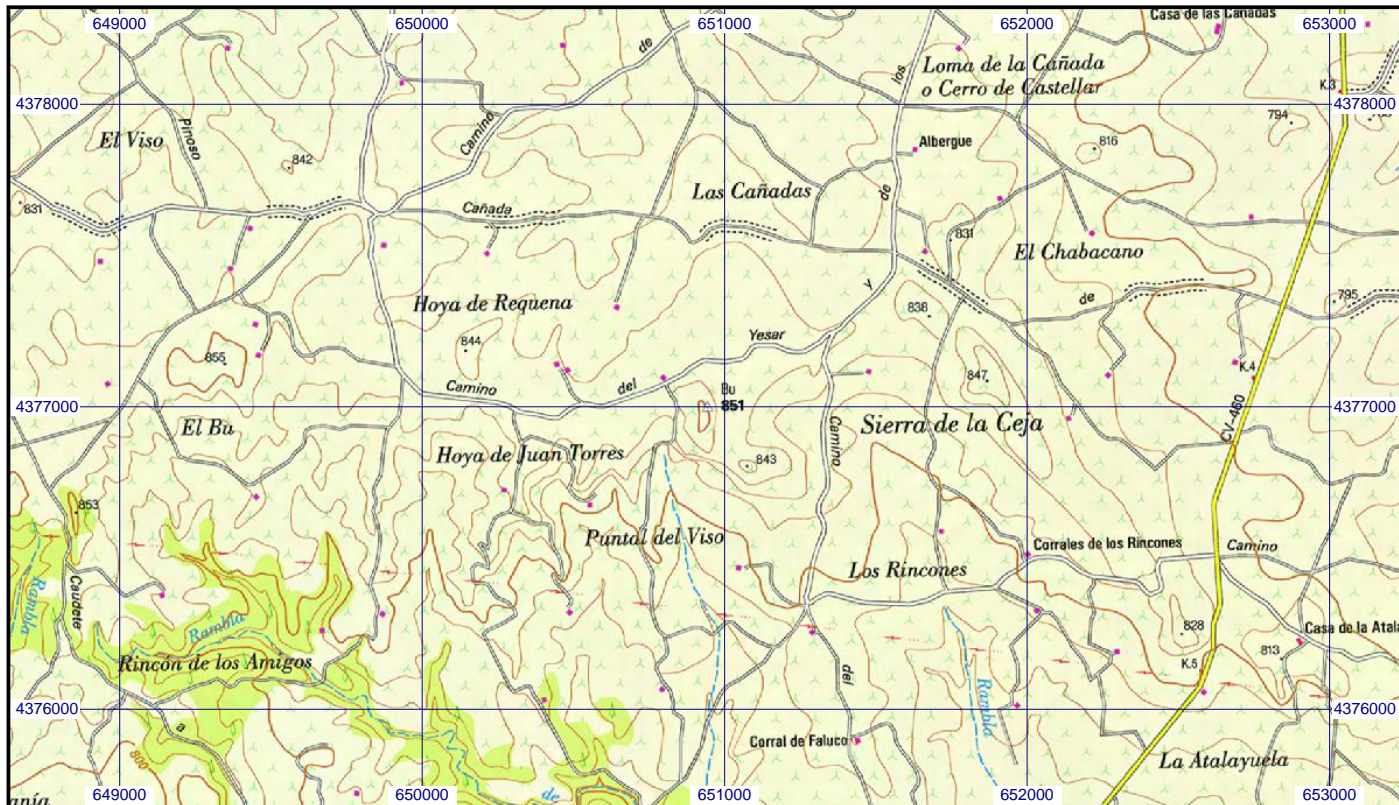 649000
650000
651000
652000
653000
Casa de las Cañadas
de
los
Loma de la Cañada
o Cerro de Castellar
K.3
4378000
4378000
794
El Viso
Pinoso
Camino
Albergue
816
842
Las Cañadas
de
831
Cañada
831
El Chabacano
Hoya de Requena
y
de
795
838
Yesar
844
855
847
K.4
Camino
del
Bu
851
4377000
4377000
CV-460
El Bu
Sierra de la Ceja
Camino
Hoya de Juan Torres
843
853
Puntal del Viso
Corrales de los Rincones
Camino
Los Rincones
Rambla
Caudete
Rambla
828
Casa de la Atala
Rincón de los Amigos
813
K.5
del
Rambla
4376000
4376000
a
Corral de Faluco
800
La Atalayuela
de
anía
649000
650000
651000
652000
653000